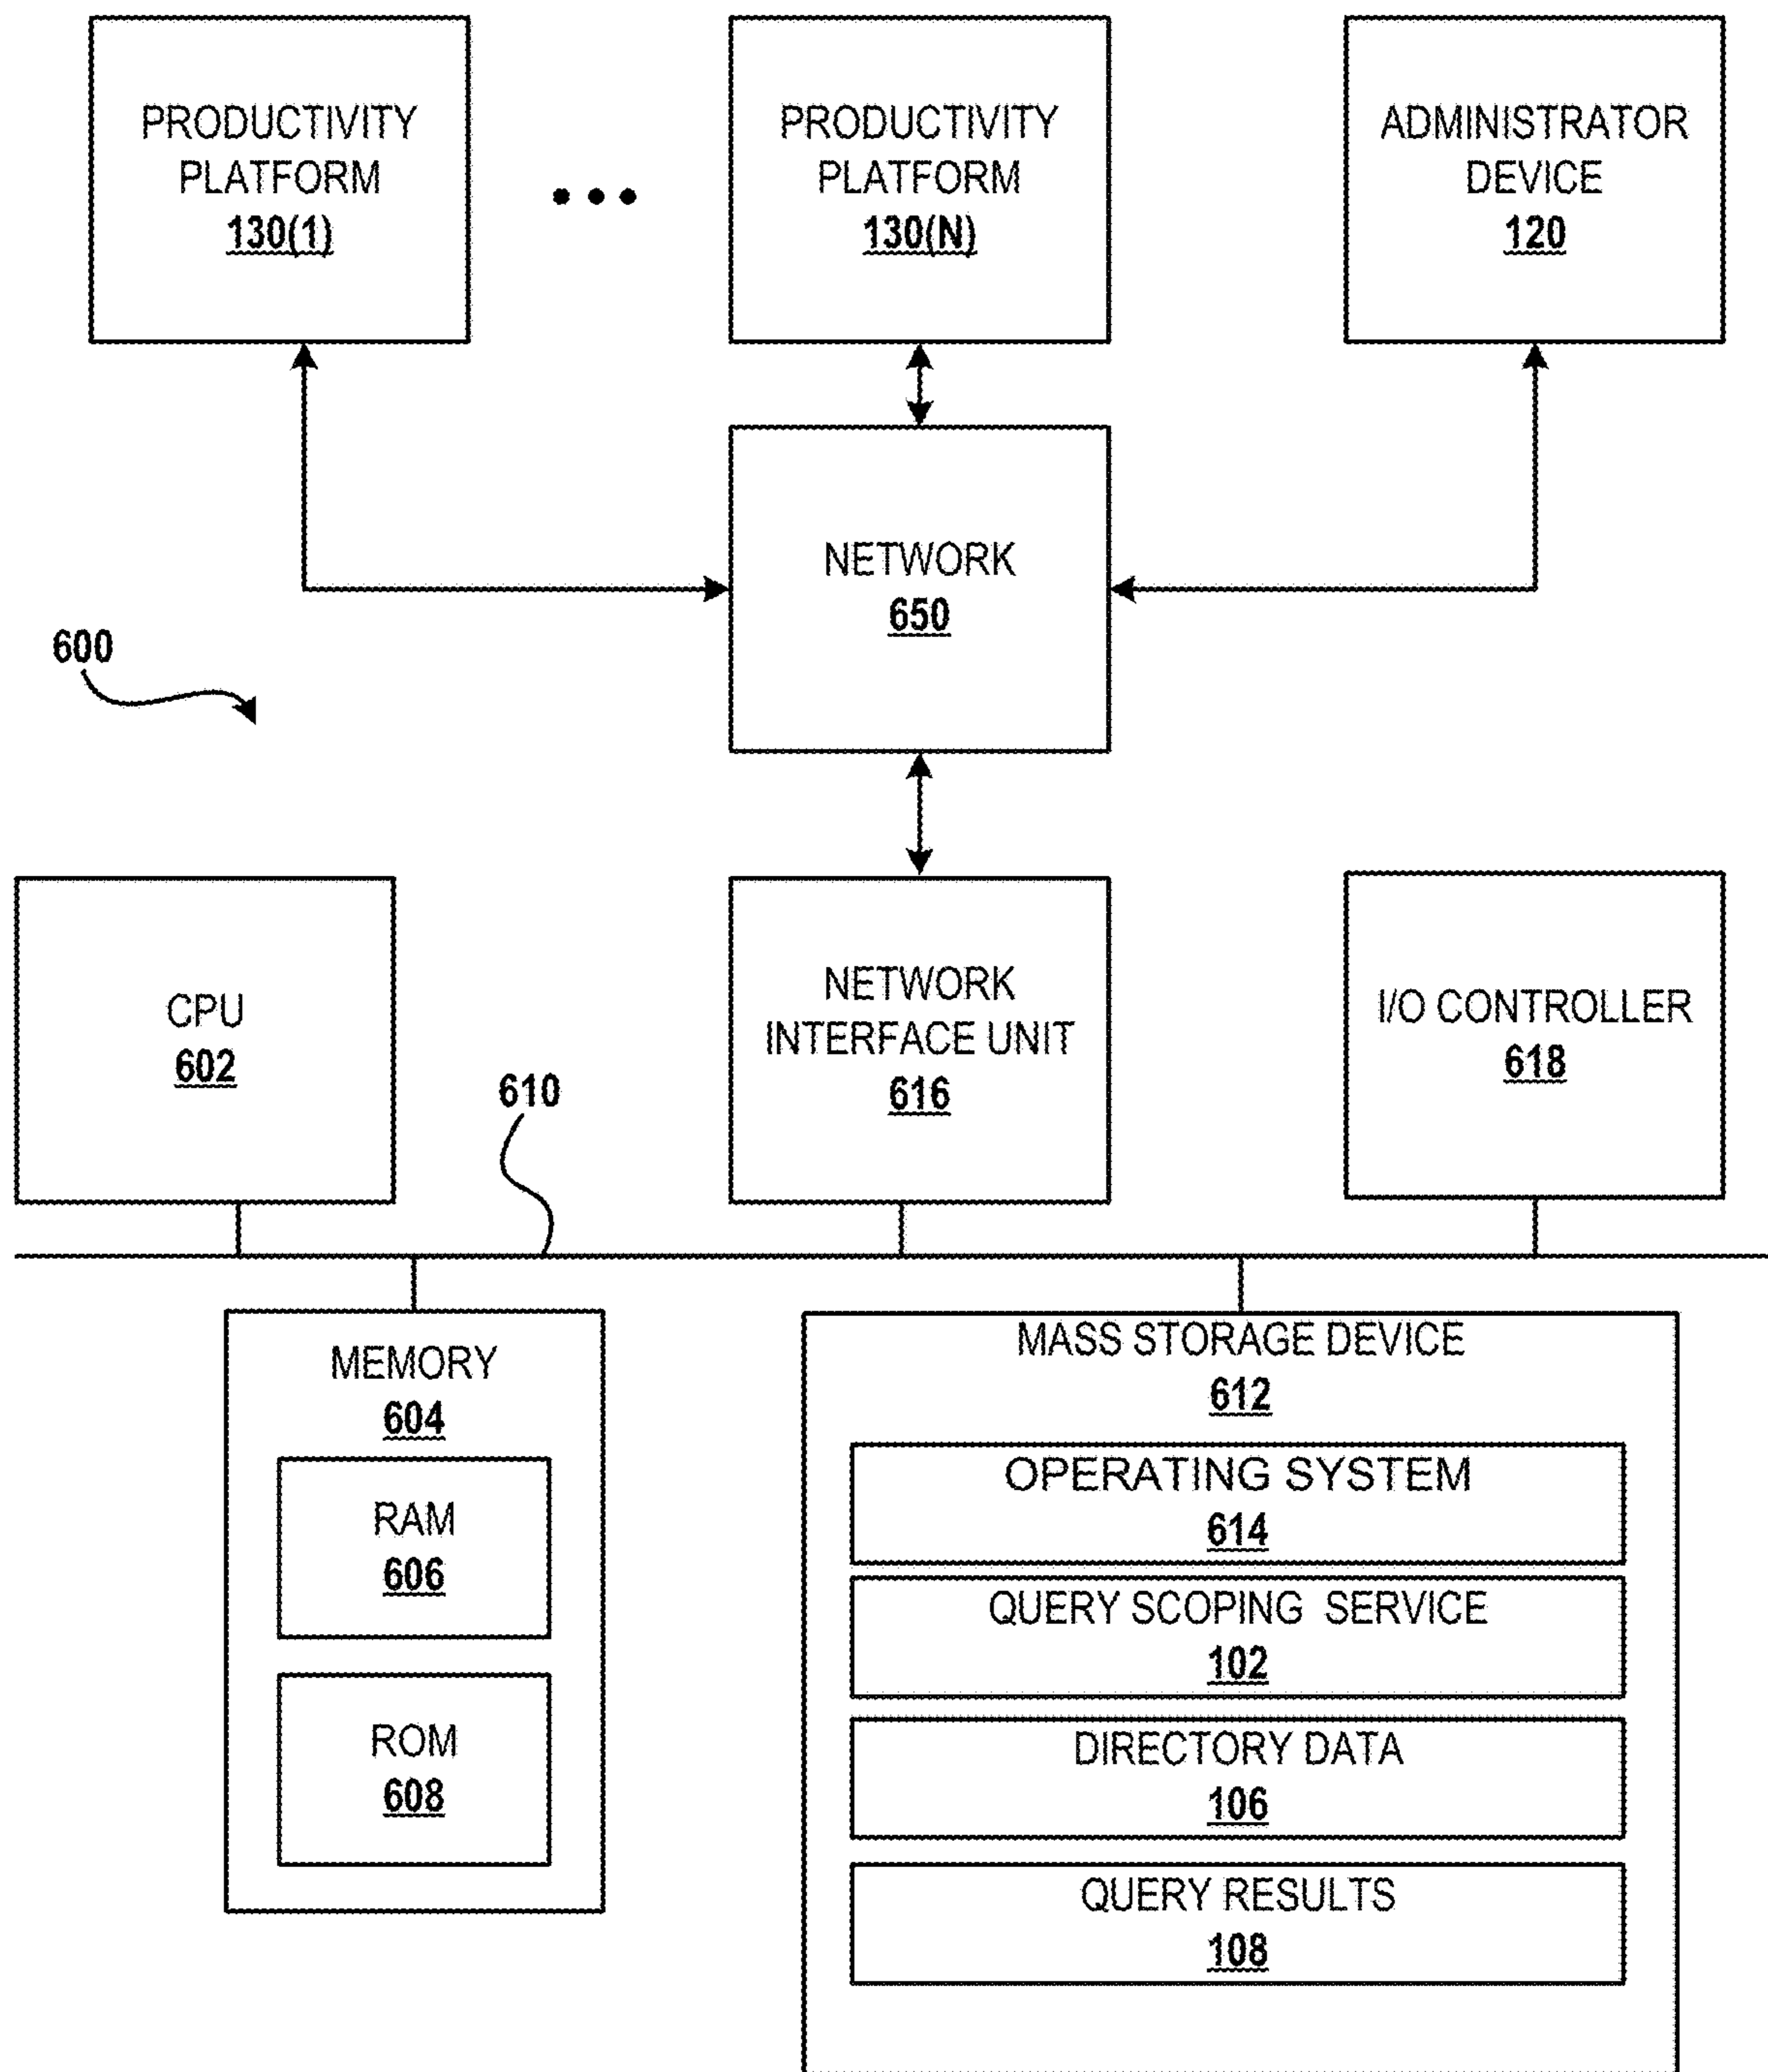 PRODUCTIVITY
PLATFORM
130(1)
PRODUCTIVITY
PLATFORM
130(N)
ADMINISTRATOR
DEVICE
120
NETWORK
650
600
CPU
602
NETWORK
INTERFACE UNIT
616
I/O CONTROLLER
618
610
MEMORY
604
RAM
606
ROM
608
MASS STORAGE DEVICE
612
OPERATING SYSTEM
614
QUERY SCOPING SERVICE
102
DIRECTORY DATA
106
QUERY RESULTS
108